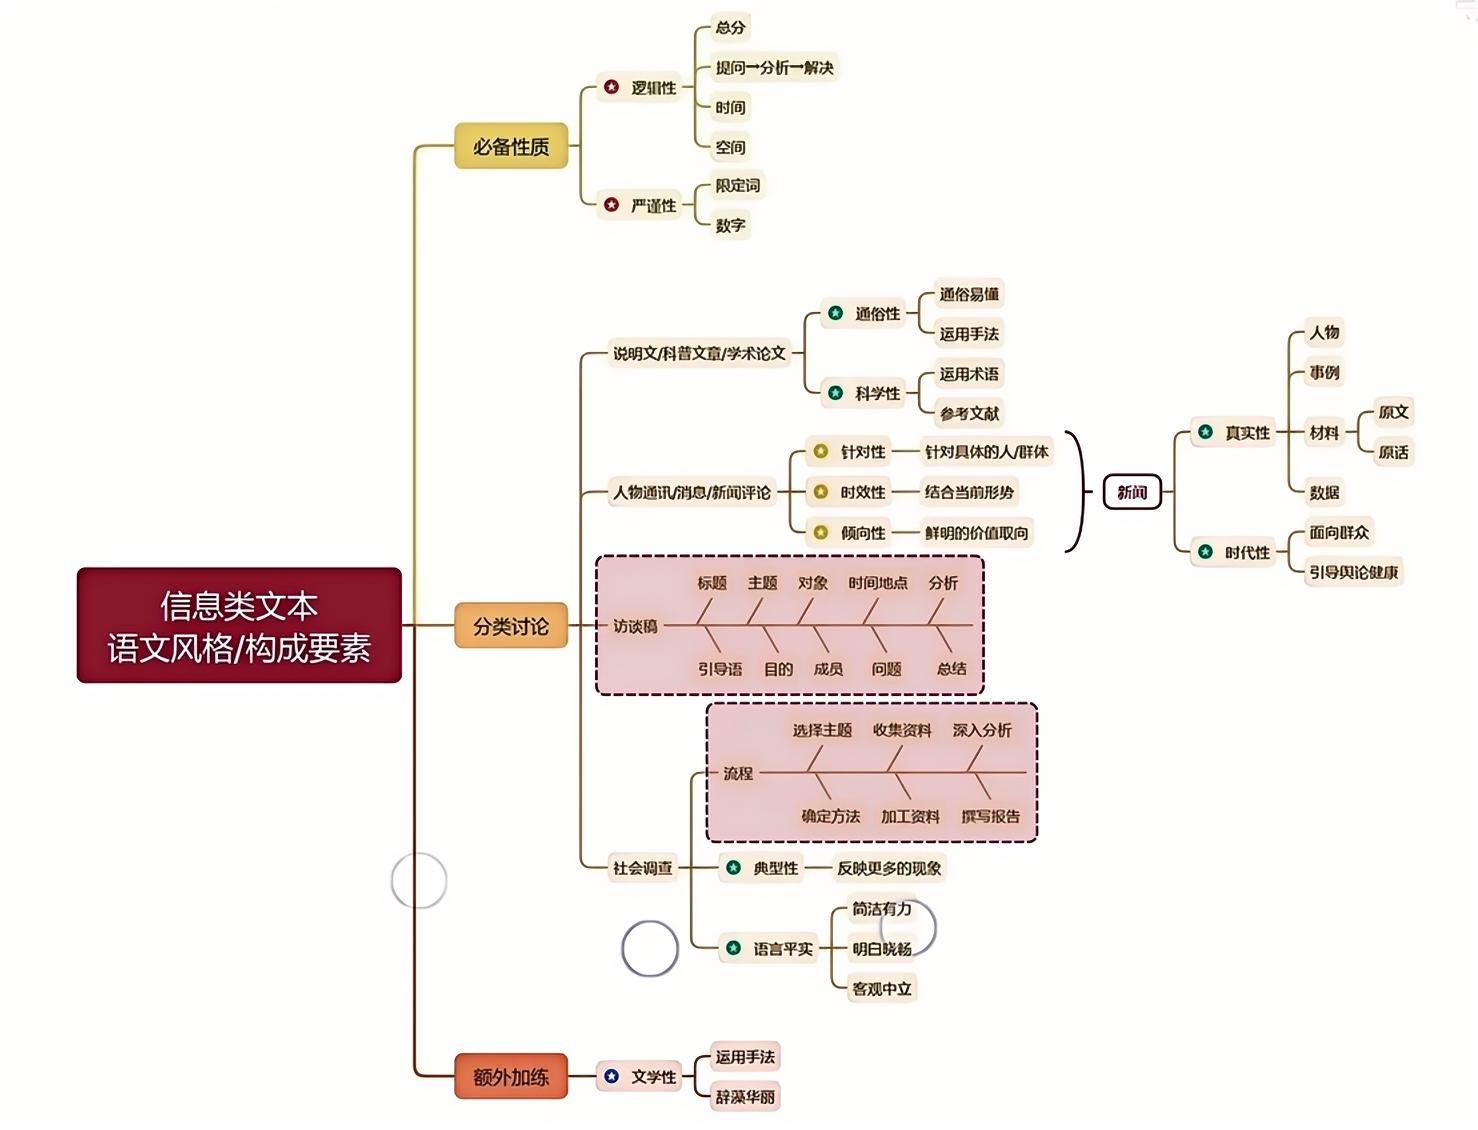 信息类文本
语文风格/构成要素
必备性质
逻辑性
总分
提问→分析→解决
时间
空间
严谨性
限定词
数字
分类讨论
说明文/科普文章/学术论文
通俗性
通俗易懂
运用手法
科学性
运用术语
参考文献
人物通讯/消息/新闻评论
针对性
针对具体的人/群体
时效性
结合当前形势
倾向性
鲜明的价值取向
新闻
真实性
人物
事例
材料
原文
原话
数据
时代性
面向群众
引导舆论健康
访谈稿
标题
主题
对象
时间地点
分析
引导语
目的
成员
问题
总结
社会调查
流程
选择主题
收集资料
深入分析
确定方法
加工资料
撰写报告
典型性
反映更多的现象
语言平实
简洁有力
明白晓畅
客观中立
额外加练
文学性
运用手法
辞藻华丽